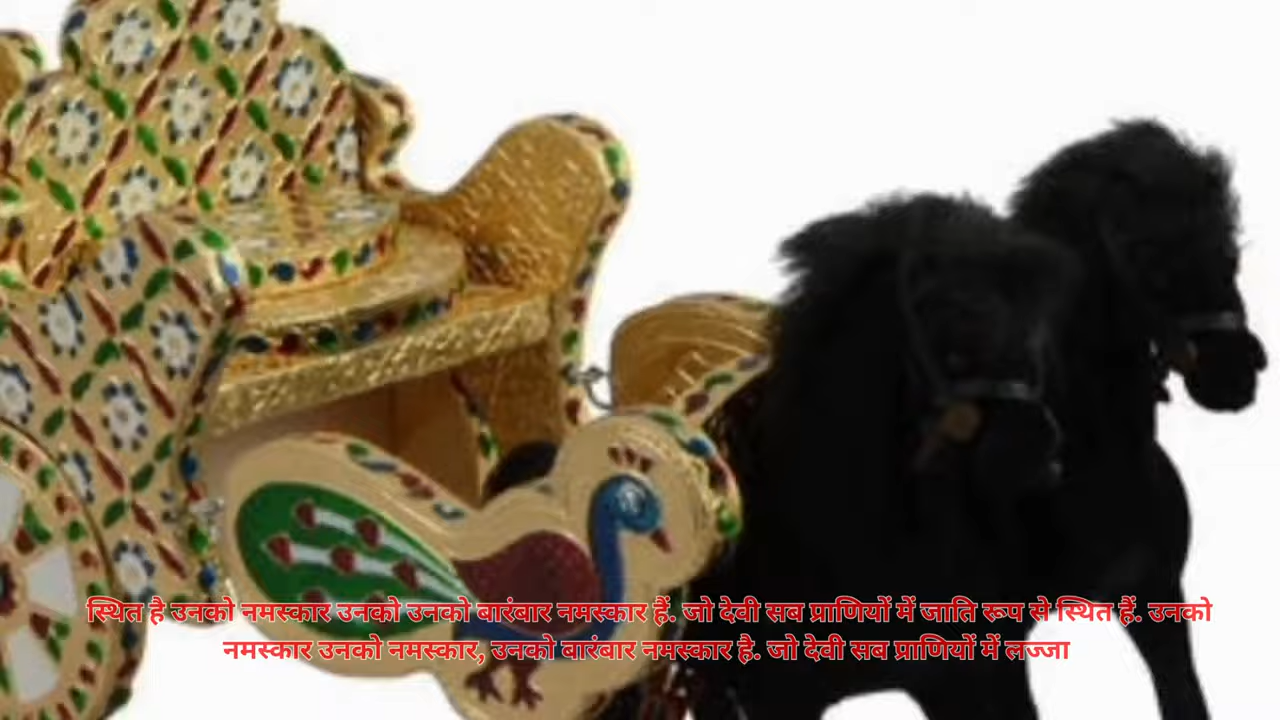 स्थित है उनको नमस्कार उनको उनको बारंबार नमस्कार हैं. जो देवी सब प्राणियों में जाति रूप से स्थित हैं. उनको
नमस्कार उनको नमस्कार, उनको बारंबार नमस्कार है. जो देवी सब प्राणियों में लज्जा